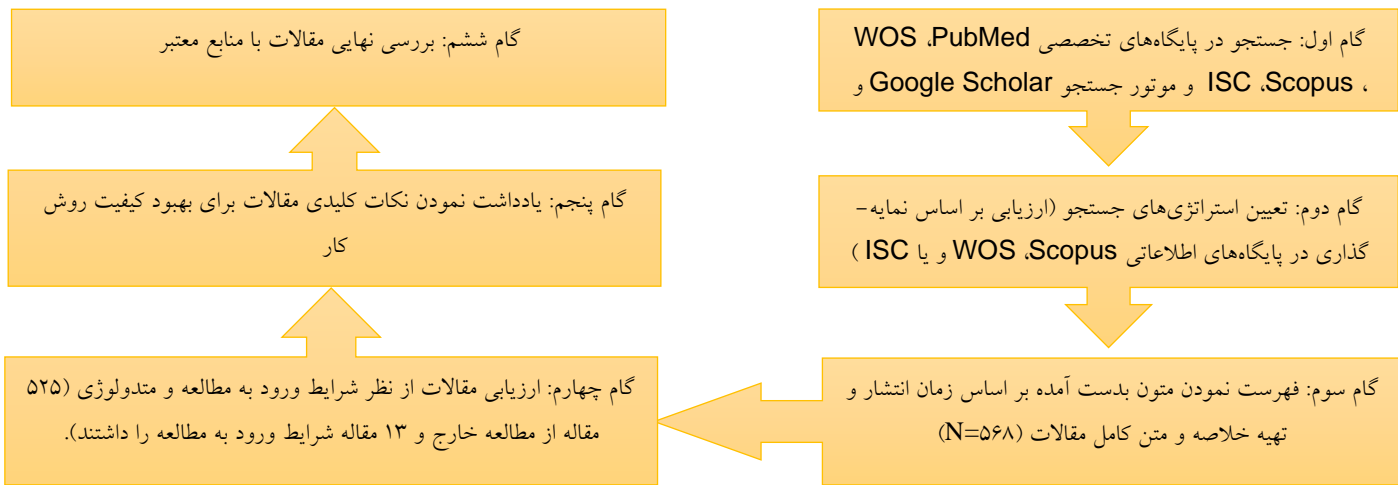 گام اول: جستجو در پایگاه‌های تخصصی WOS ،PubMed
، ISC ،Scopus و موتور جستجو Google Scholar و
گام دوم: تعیین استراتژی‌های جستجو (ارزیابی بر اساس نمایه-
گذاری در پایگاه‌های اطلاعاتی WOS ،Scopus و یا ISC )
گام سوم: فهرست نمودن متون بدست آمده بر اساس زمان انتشار و
تهیه خلاصه و متن کامل مقالات (N=۵۶۸)
گام چهارم: ارزیابی مقالات از نظر شرایط ورود به مطالعه و متدولوژی (۵۲۵
مقاله از مطالعه خارج و ۱۳ مقاله شرایط ورود به مطالعه را داشتند).
گام پنجم: یادداشت نمودن نکات کلیدی مقالات برای بهبود کیفیت روش
کار
گام ششم: بررسی نهایی مقالات با منابع معتبر